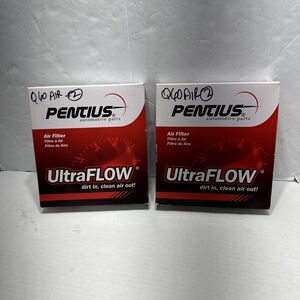 Q60 AIR
PENTIUS®
automotive parts
Air Filter
Filtre à Air
Filtro de Aire
UltraFLOW®
dirt in, clean air out!
Q60 AIR
PENTIUS
automotive parts
Air Filter
Filtre à Air
Filtro de Aire
UltraFLOW®
dirt in, clean air out!